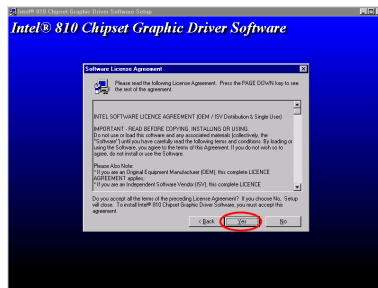 Intel® 810 Chipset Graphic Driver Software Setup
Intel® 810 Chipset Graphic Driver Software
Software License Agreement
Please read the following License Agreement. Press the PAGE DOWN key to see
the rest of the agreement.
INTEL SOFTWARE LICENSE AGREEMENT (OEM / ISV Distribution & Single User)
IMPORTANT - READ BEFORE COPYING, INSTALLING OR USING.
Do not use or load this software and any associated materials (collectively, the
"Software") until you have carefully read the following terms and conditions. By loading or
using the Software, you agree to the terms of this Agreement. If you do not wish to so
agree, do not install or use the Software.
Please Also Note:
* If you are an Original Equipment Manufacturer (OEM), this complete LICENCE
AGREEMENT applies;
* If you are an Independent Software Vendor (ISV), this complete LICENCE
Do you accept all the terms of the preceding License Agreement? If you choose No, Setup
will close. To install Intel® 810 Chipset Graphic Driver Software, you must accept this
agreement.
< Back
Yes
No